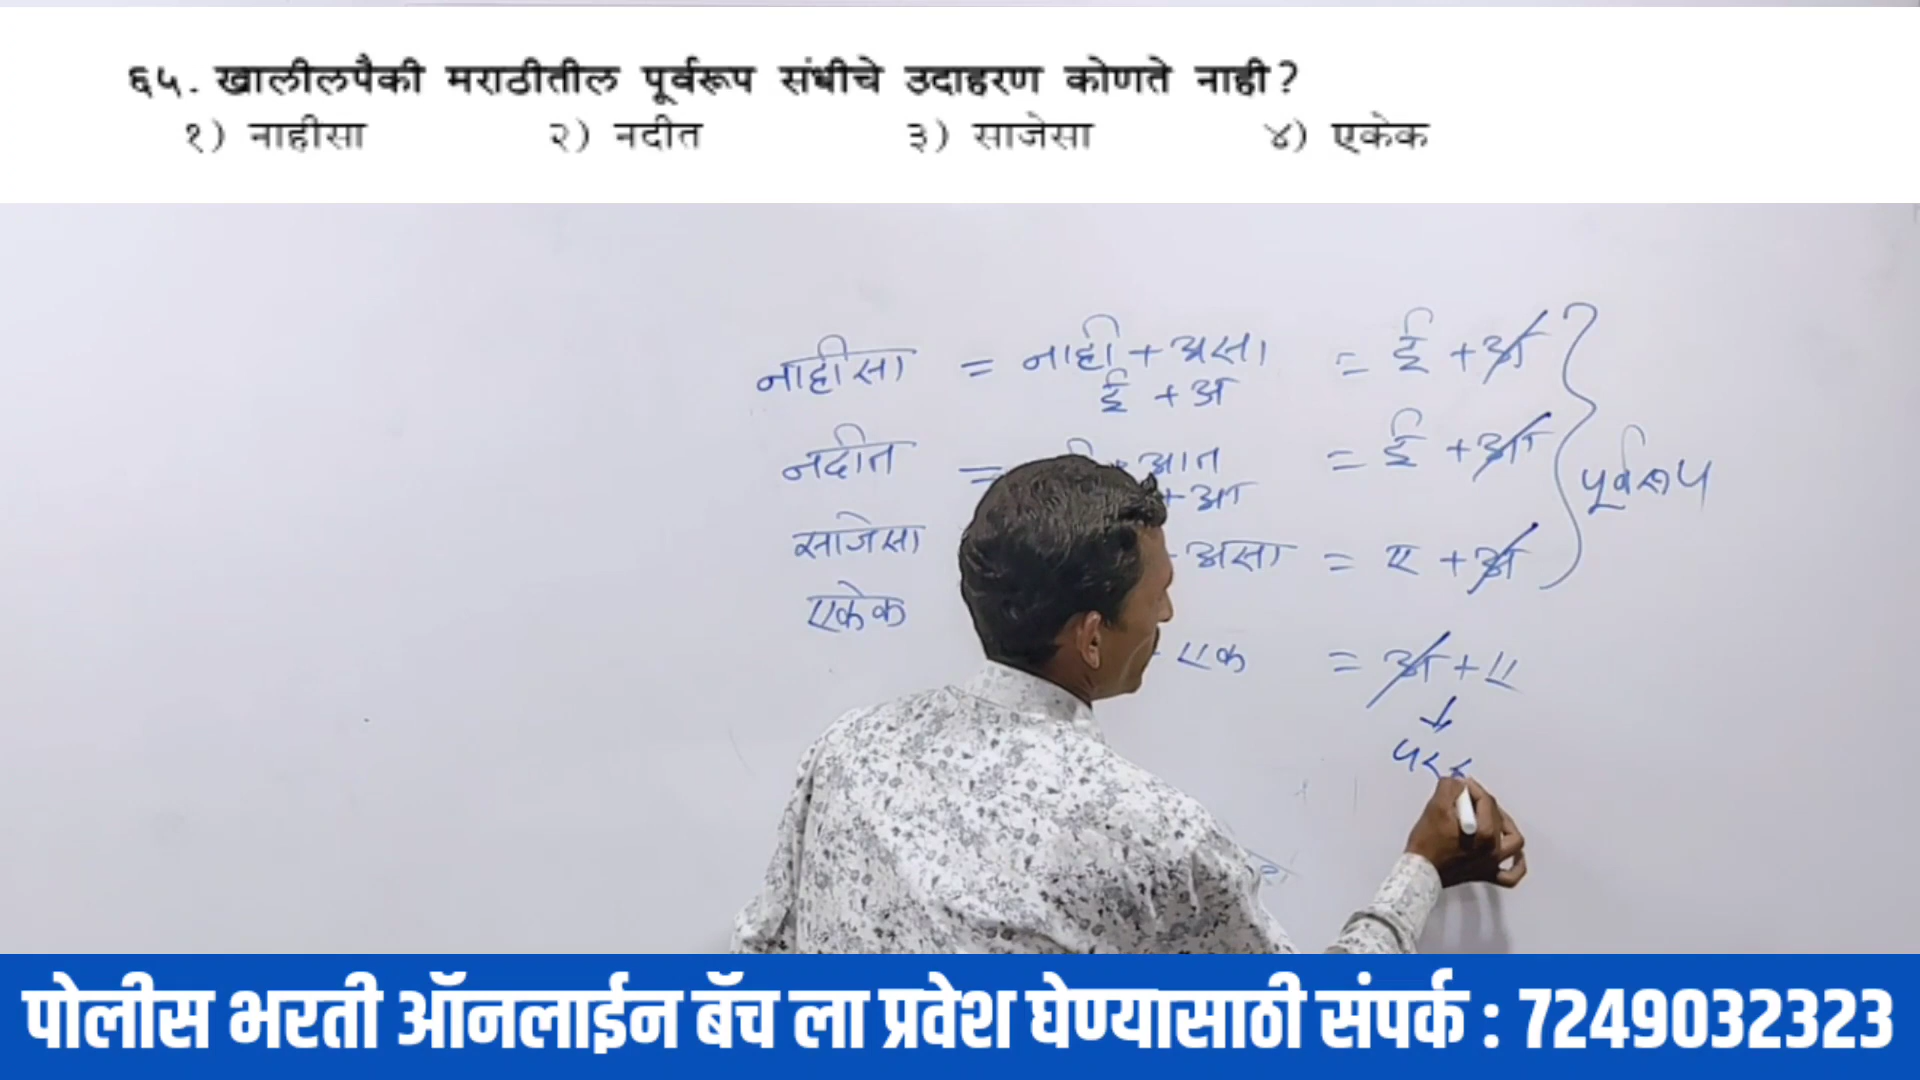 ६५. खालीलपैकी मराठीतील पूर्वरूप संधीचे उदाहरण कोणते नाही?
१) नाहीसा २) नदीत ३) साजेसा ४) एकेक
नाहीसा = नाही + असा = ई + अ
ई + अ
नदीत = + आत = ई + आ
+ आ
पूर्वरूप
साजेसा + असा = ए + अ
एकेक + एक = अ + ए
↓
परर
पोलीस भरती ऑनलाईन बॅच ला प्रवेश घेण्यासाठी संपर्क : 7249032323